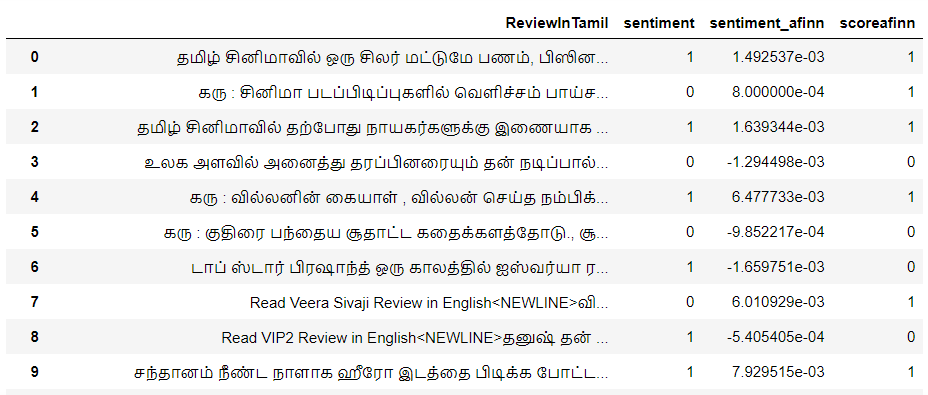 ReviewInTamil sentiment sentiment_afinn scoreafinn
0 தமிழ் சினிமாவில் ஒரு சிலர் மட்டுமே பணம், பிஸின... 1 1.492537e-03 1
1 கரு : சினிமா படப்பிடிப்புகளில் வெளிச்சம் பாய்ச... 0 8.000000e-04 1
2 தமிழ் சினிமாவில் தற்போது நாயகர்களுக்கு இணையாக ... 1 1.639344e-03 1
3 உலக அளவில் அனைத்து தரப்பினரையும் தன் நடிப்பால்... 0 -1.294498e-03 0
4 கரு : வில்லனின் கையாள் , வில்லன் செய்த நம்பிக்... 1 6.477733e-03 1
5 கரு : குதிரை பந்தைய சூதாட்ட கதைக்களத்தோடு., சூ... 0 -9.852217e-04 0
6 டாப் ஸ்டார் பிரஷாந்த் ஒரு காலத்தில் ஐஸ்வர்யா ர... 1 -1.659751e-03 0
7 Read Veera Sivaji Review in English<NEWLINE>வி... 0 6.010929e-03 1
8 Read VIP2 Review in English<NEWLINE>தனுஷ் தன் ... 1 -5.405405e-04 0
9 சந்தானம் நீண்ட நாளாக ஹீரோ இடத்தை பிடிக்க போட்ட... 1 7.929515e-03 1